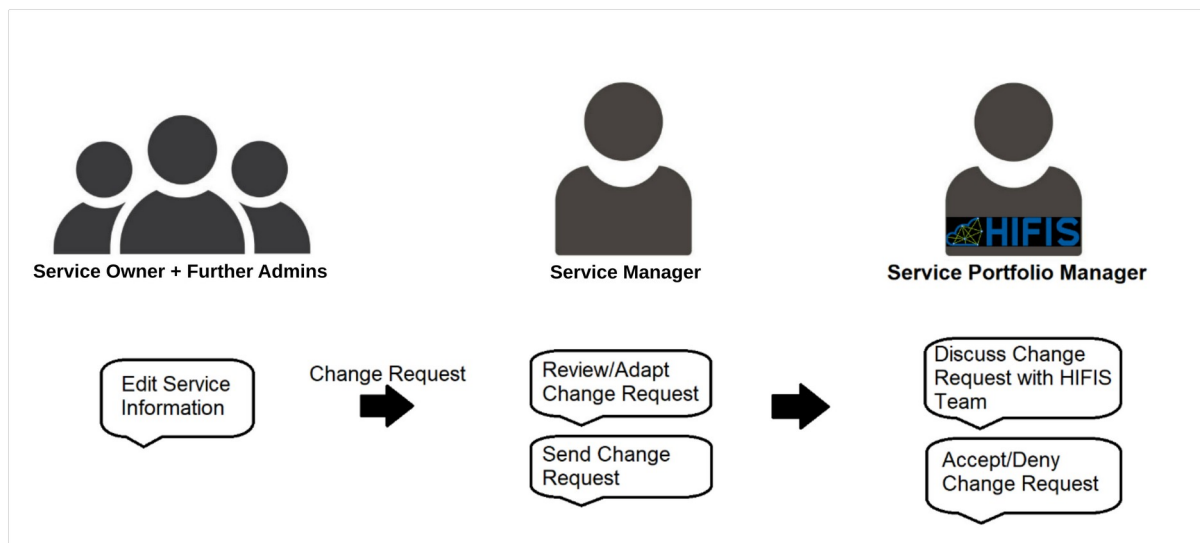 HIFIS
Service Owner + Further Admins
Service Manager
Service Portfolio Manager
Edit Service
Information
Change Request
Review/Adapt
Change Request
Send Change
Request
Discuss Change
Request with HIFIS
Team
Accept/Deny
Change Request